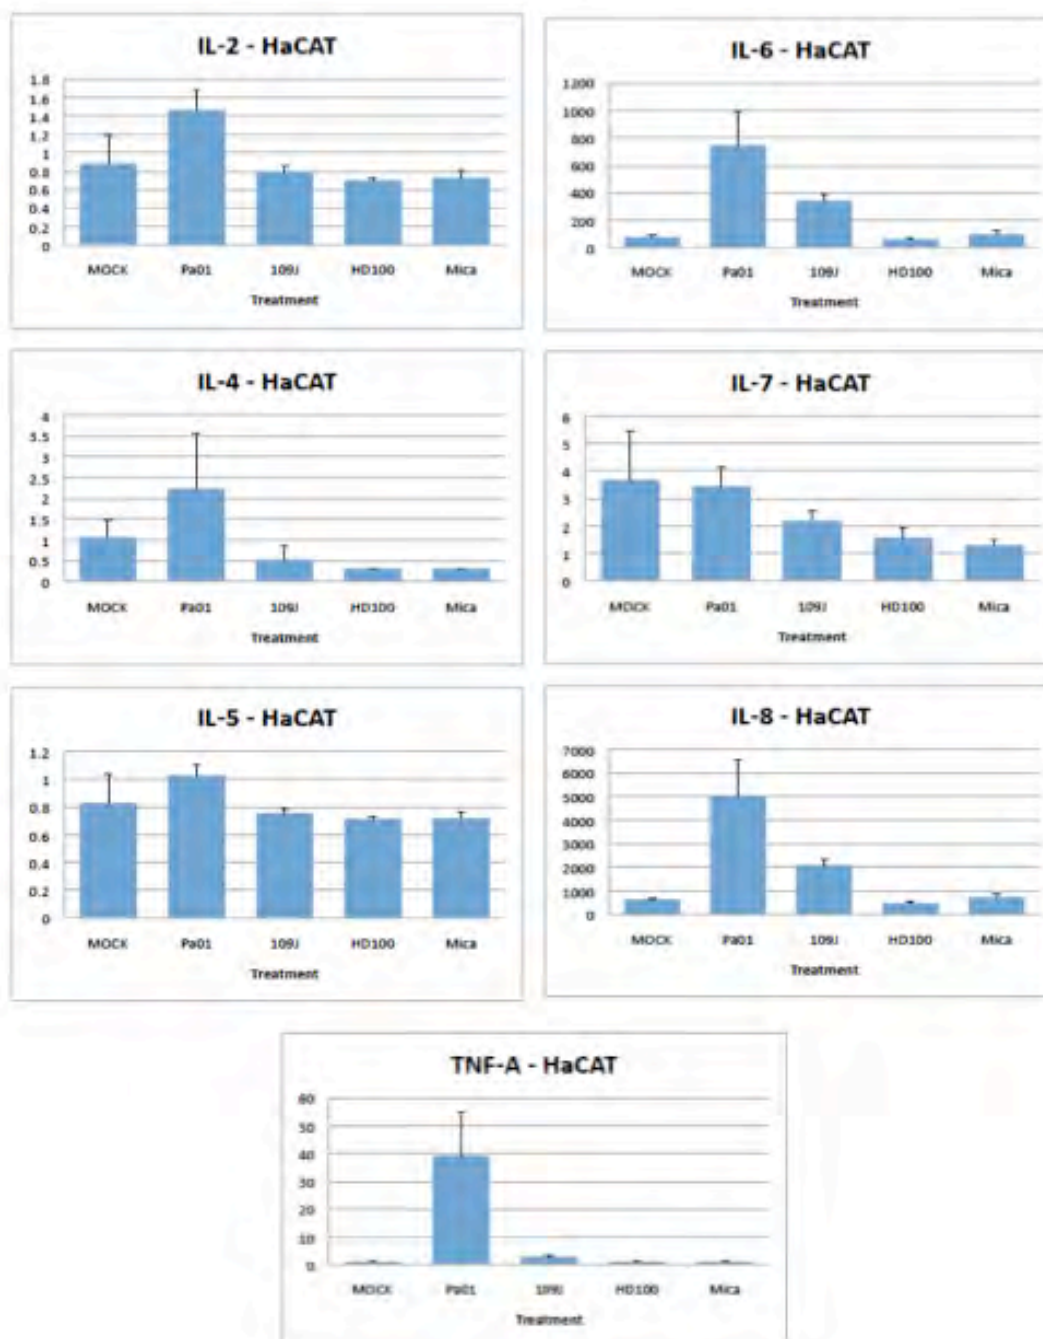 IL-2 - HaCAT
1.8
1.6
1.4
1.2
1
0.8
0.6
0.4
0.2
0
MOCK Pa01 109J HD100 Mica
Treatment
IL-6 - HaCAT
1200
1000
800
600
400
200
0
MOCK Pa01 109J HD100 Mica
Treatment
IL-4 - HaCAT
4
3.5
3
2.5
2
1.5
1
0.5
0
MOCK Pa01 109J HD100 Mica
Treatment
IL-7 - HaCAT
6
5
4
3
2
1
0
MOCK Pa01 109J HD100 Mica
Treatment
IL-5 - HaCAT
1.2
1
0.8
0.6
0.4
0.2
0
MOCK Pa01 109J HD100 Mica
Treatment
IL-8 - HaCAT
7000
6000
5000
4000
3000
2000
1000
0
MOCK Pa01 109J HD100 Mica
Treatment
TNF-A - HaCAT
60
50
40
30
20
10
0
MOCK Pa01 109J HD100 Mica
Treatment